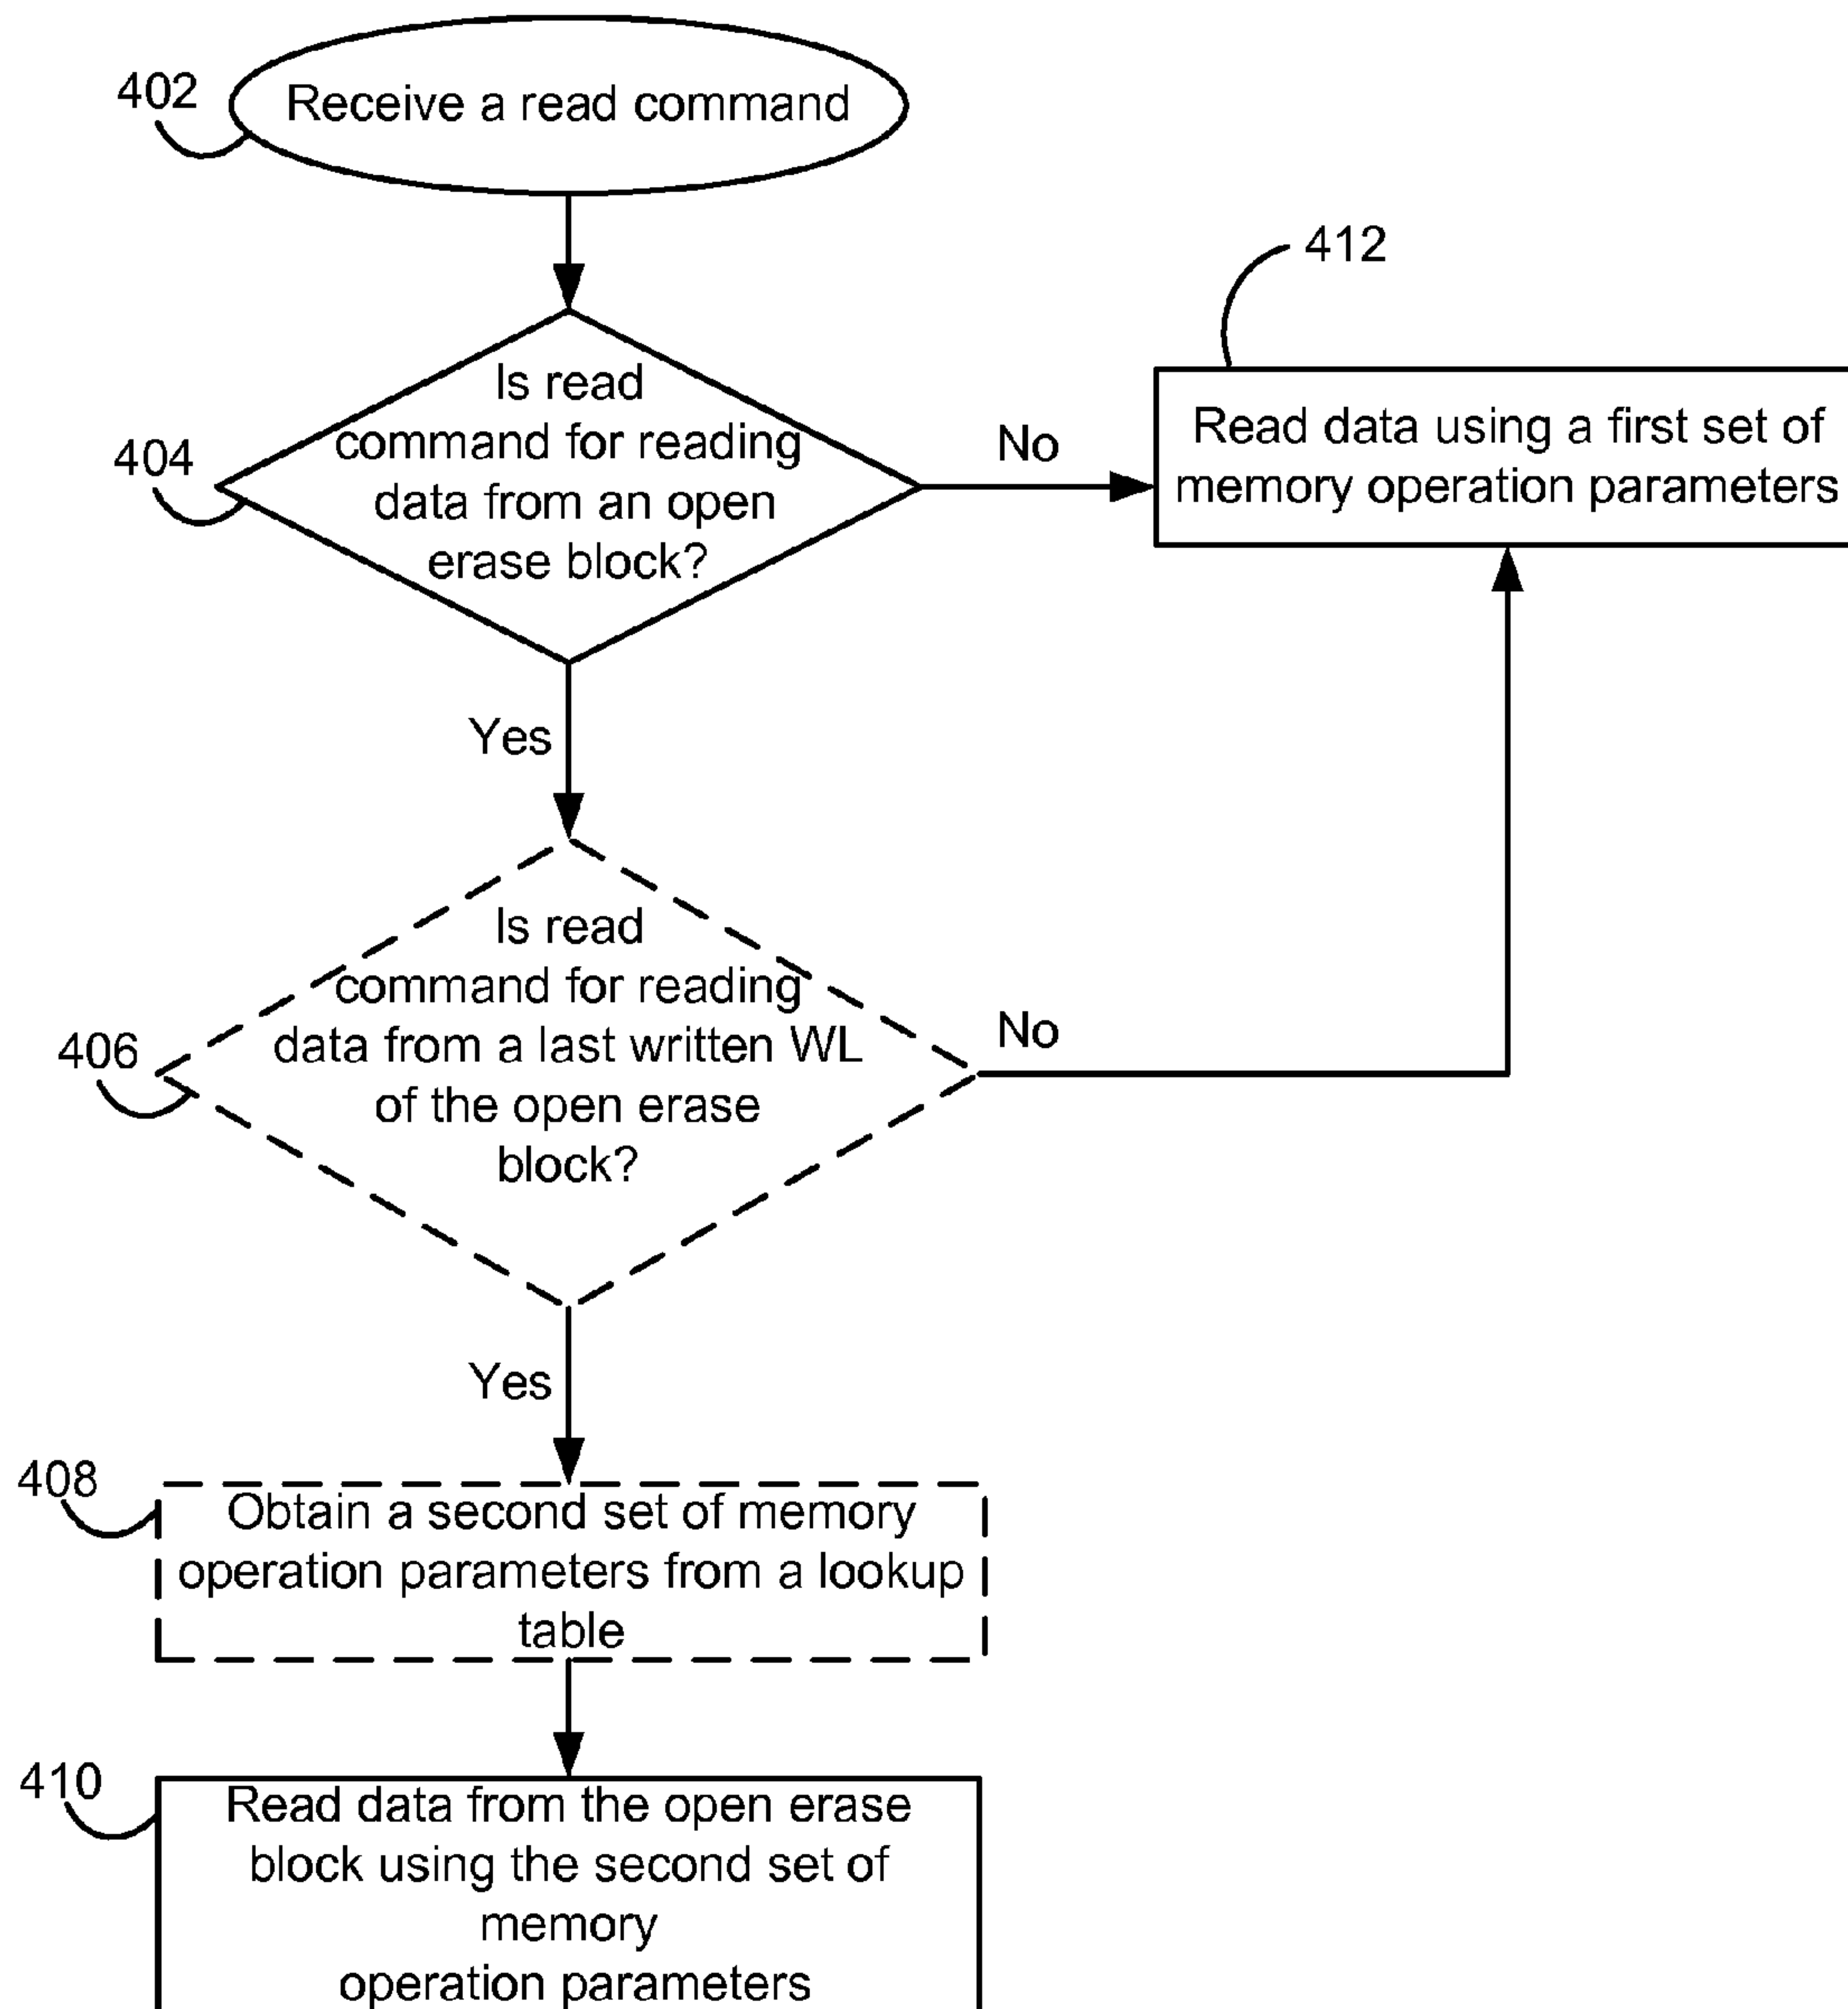 402
Receive a read command
412
Is read
command for reading
data from an open
erase block?
404
No
Read data using a first set of
memory operation parameters
Yes
Is read
command for reading
data from a last written WL
of the open erase
block?
406
No
Yes
408
Obtain a second set of memory
operation parameters from a lookup
table
410
Read data from the open erase
block using the second set of
memory
operation parameters